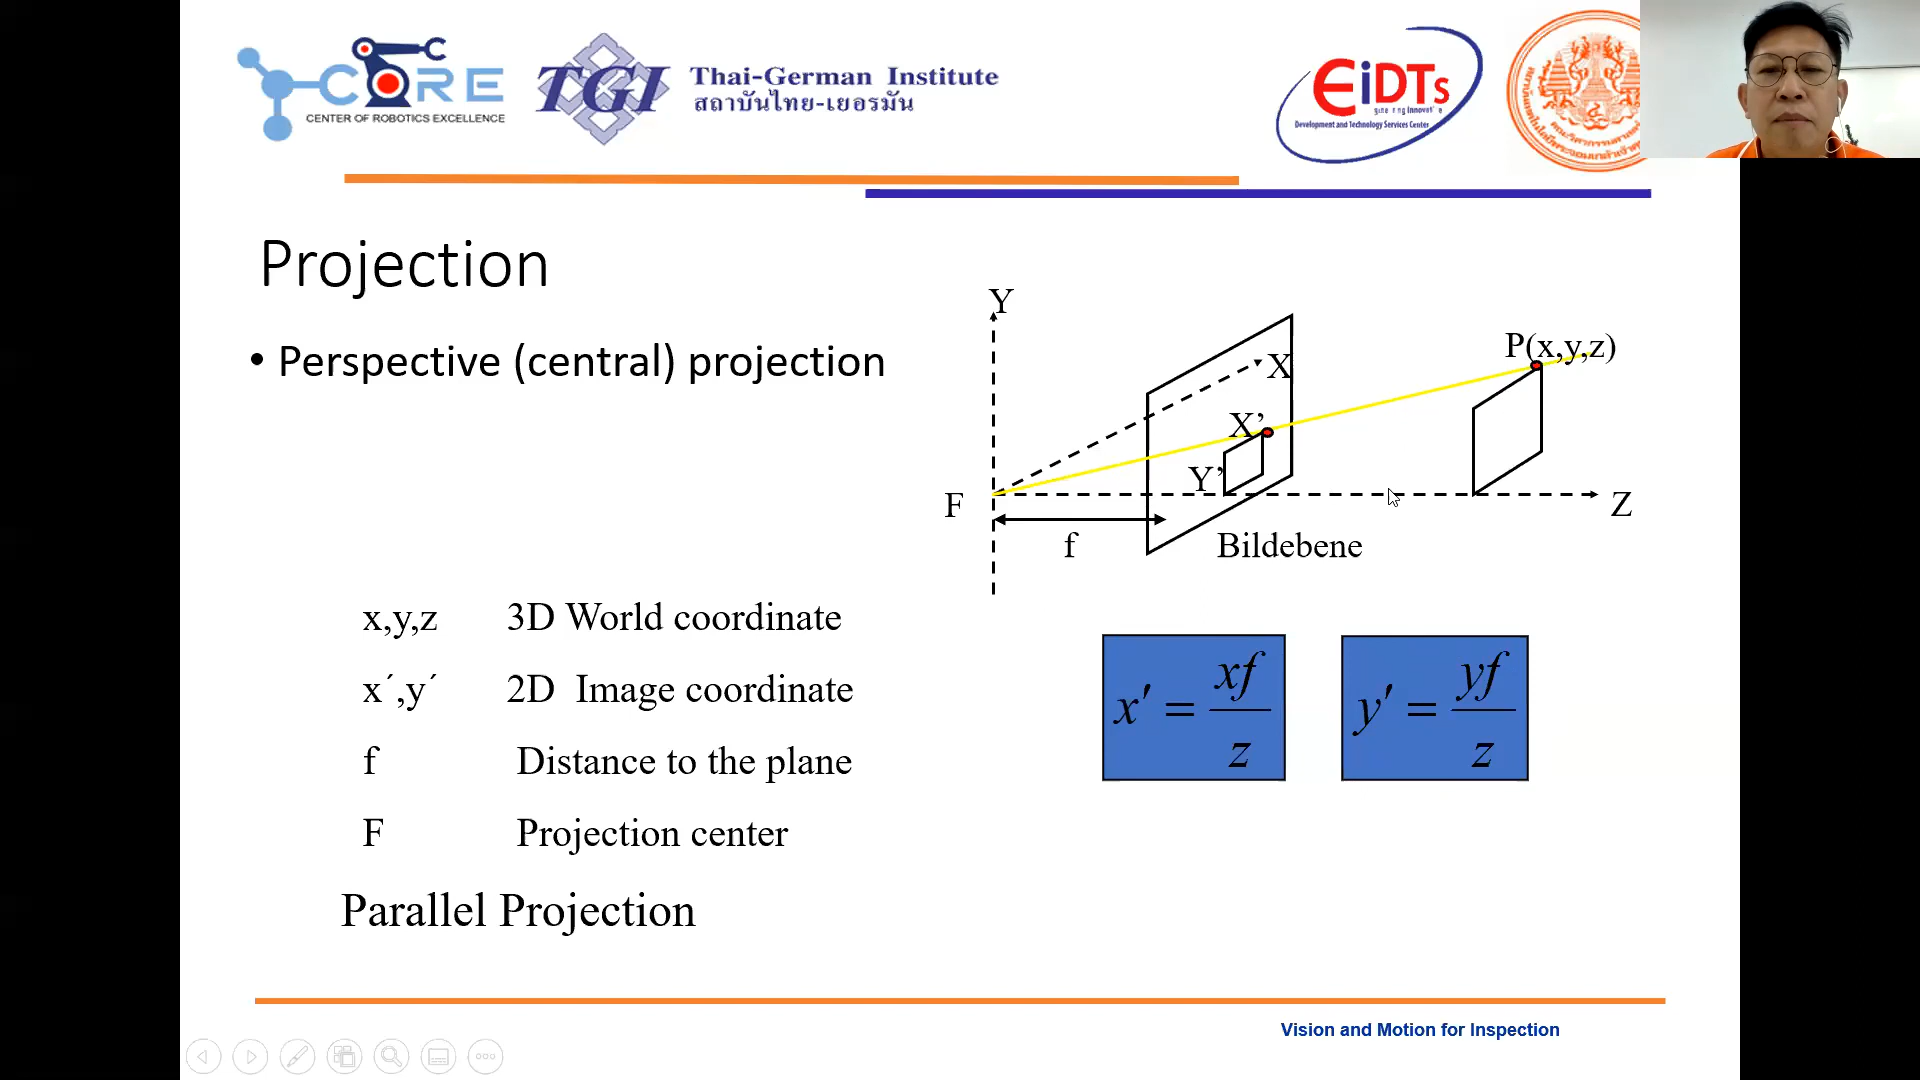 CORE
CENTER OF ROBOTICS EXCELLENCE
TGI
Thai-German Institute
สถาบันไทย-เยอรมัน
EiDTs
Development and Technology Services Center
Projection
• Perspective (central) projection
Y
X
P(x,y,z)
X’
Y’
F
Z
f
Bildebene
x,y,z 3D World coordinate
x´,y´ 2D Image coordinate
f Distance to the plane
F Projection center
x′ = xf/z
y′ = yf/z
Parallel Projection
Vision and Motion for Inspection